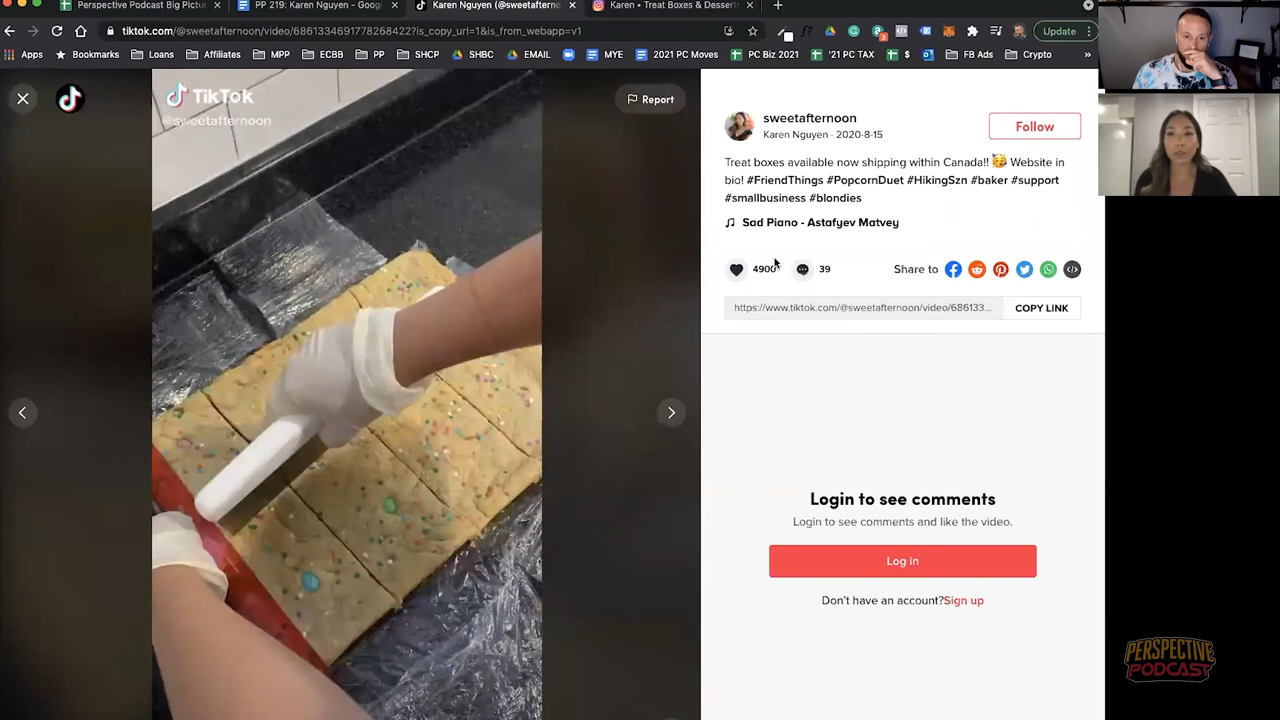 Perspective Podcast Big Pictur
PP 219: Karen Nguyen - Googl
Karen Nguyen (@sweetafterno
Karen • Treat Boxes & Dessert
tiktok.com/@sweetafternoon/video/6861334691778268422?is_copy_url=1&is_from_webapp=v1
Update
Apps
Bookmarks
Loans
Affiliates
MPP
ECBB
PP
SHCP
SHBC
EMAIL
MYE
2021 PC Moves
PC Biz 2021
'21 PC TAX
$
OB
FB Ads
Crypto
»
TikTok
@sweetafternoon
Report
sweetafternoon
Karen Nguyen · 2020-8-15
Follow
Treat boxes available now shipping within Canada!! 🥰 Website in
bio! #FriendThings #PopcornDuet #HikingSzn #baker #support
#smallbusiness #blondies
Sad Piano - Astafyev Matvey
4900
39
Share to
https://www.tiktok.com/@sweetafternoon/video/686133...
COPY LINK
Login to see comments
Login to see comments and like the video.
Log in
Don't have an account?Sign up
PERSPECTIVE
PODCAST